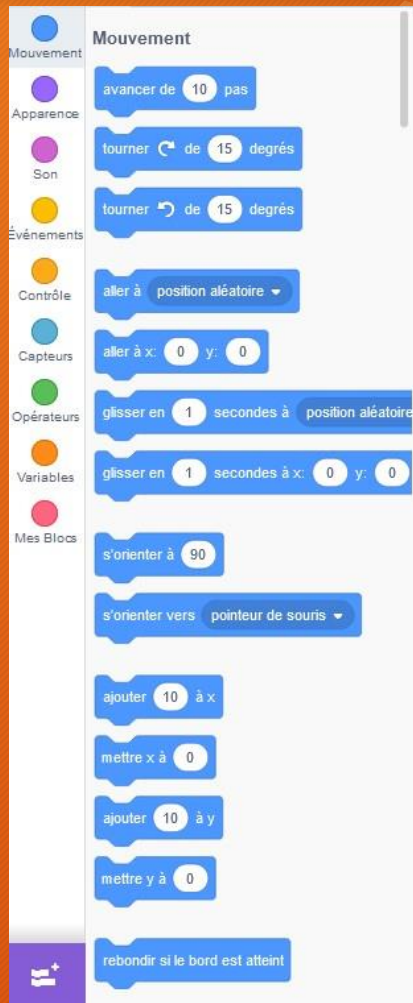 Mouvement
Apparence
Son
Événements
Contrôle
Capteurs
Opérateurs
Variables
Mes Blocs
Mouvement
avancer de 10 pas
tourner de 15 degrés
tourner de 15 degrés
aller à position aléatoire
aller à x: 0 y: 0
glisser en 1 secondes à position aléatoire
glisser en 1 secondes à x: 0 y: 0
s'orienter à 90
s'orienter vers pointeur de souris
ajouter 10 à x
mettre x à 0
ajouter 10 à y
mettre y à 0
rebondir si le bord est atteint